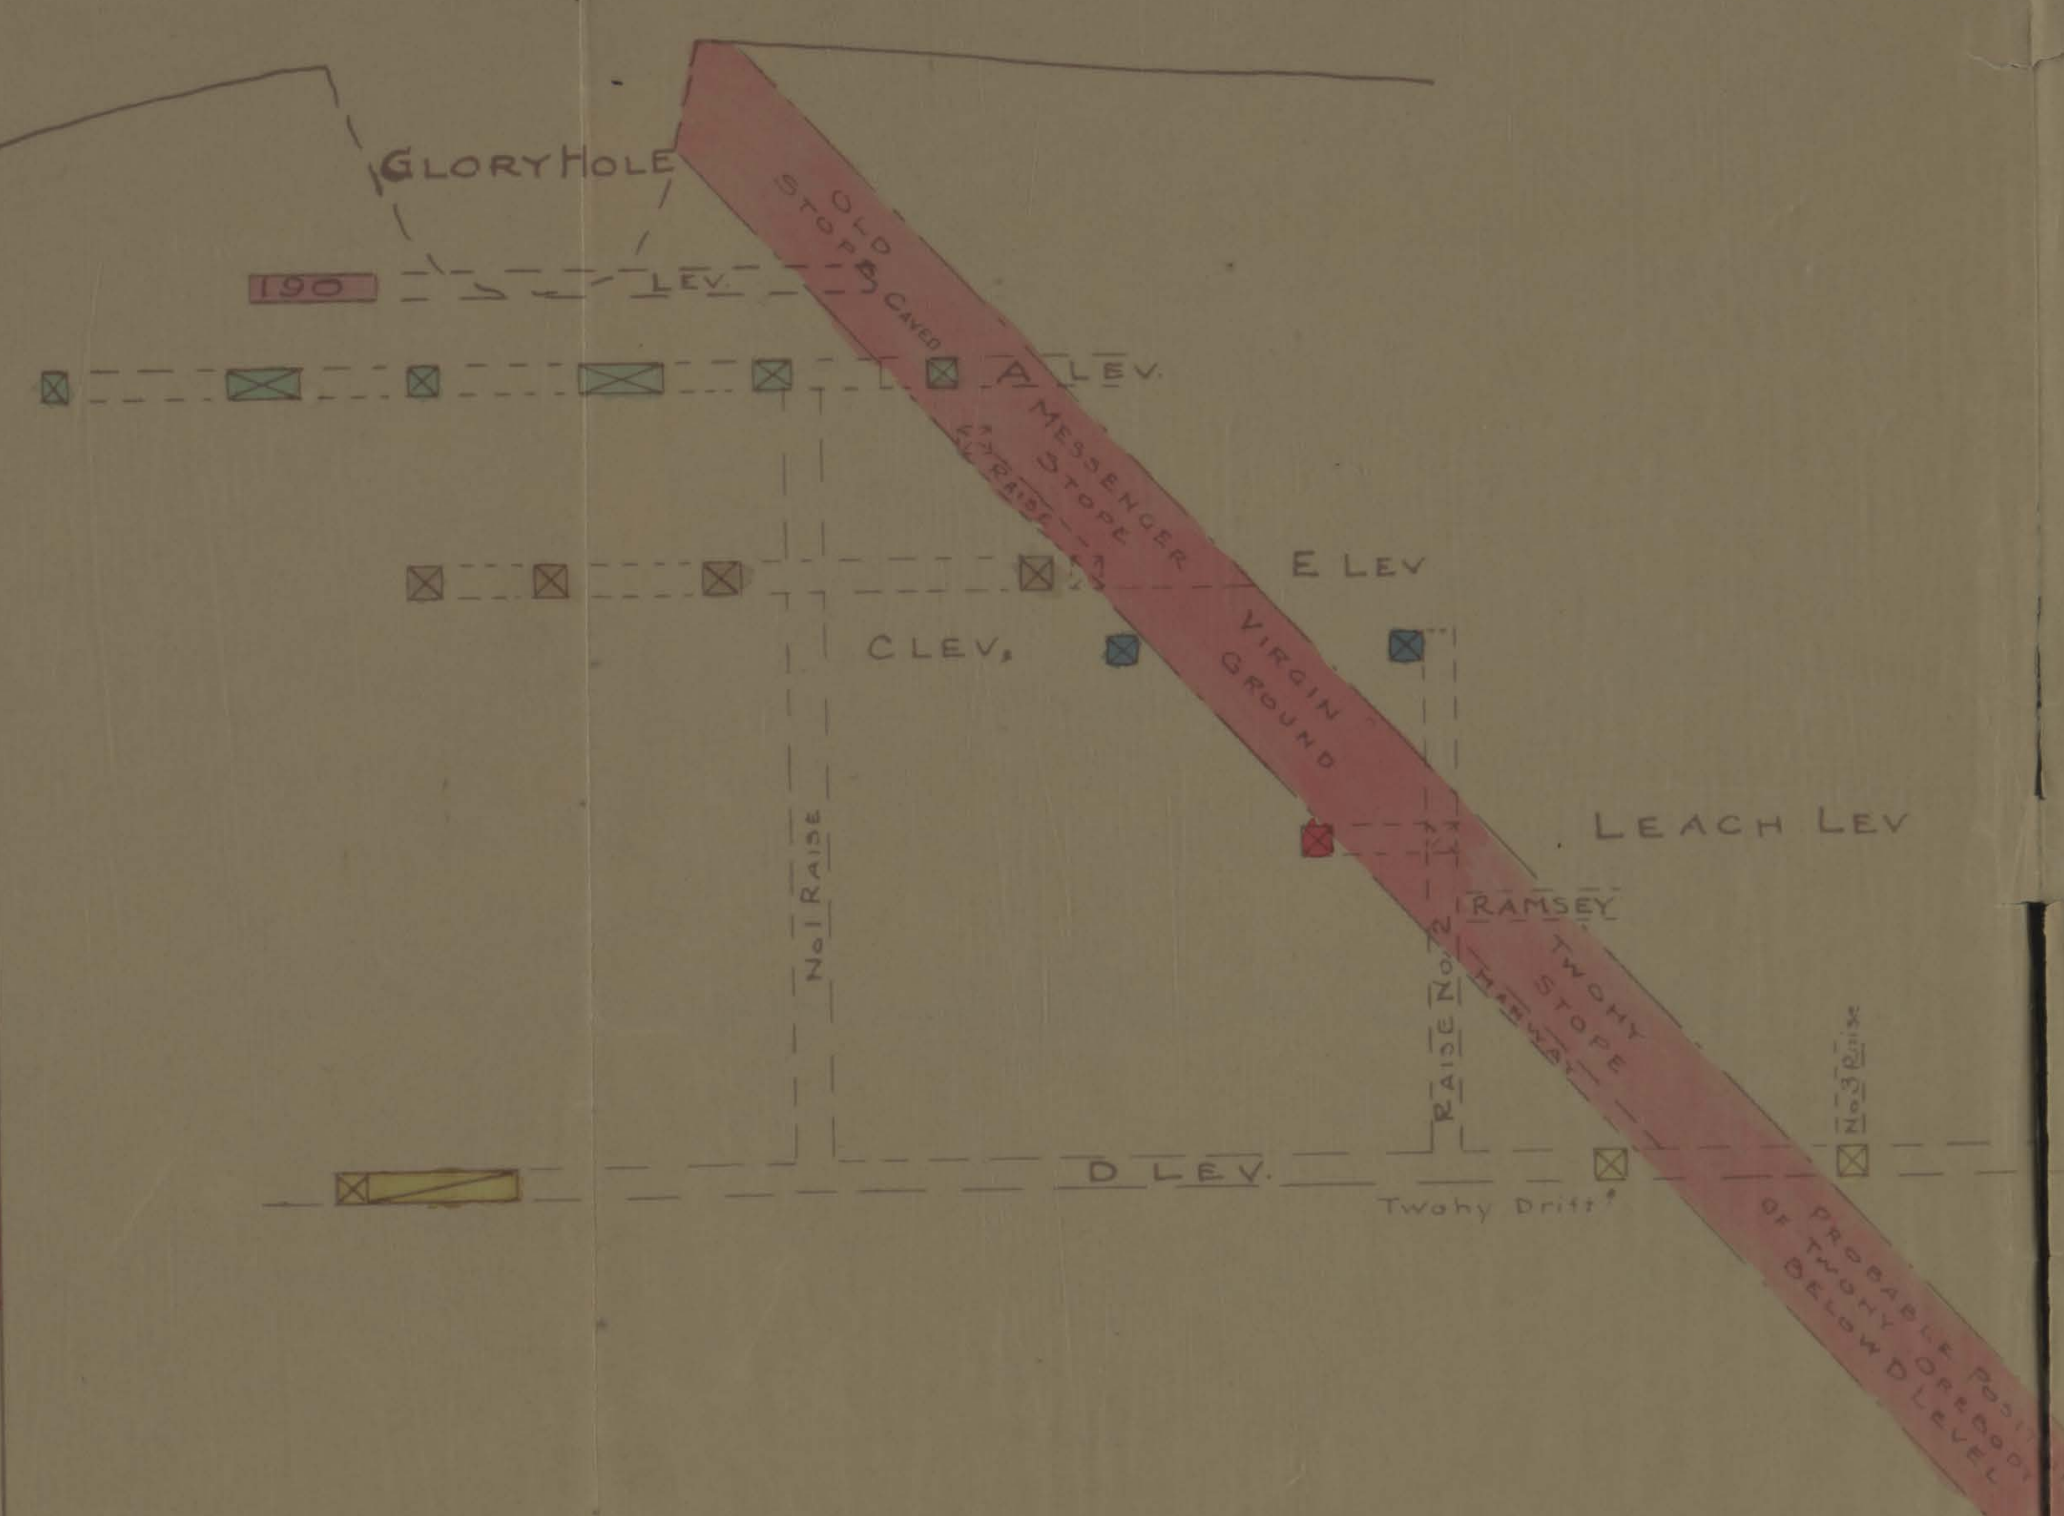 GLORY HOLE
OLD
STOPE
CAVED
190
LEV.
A LEV.
MESSENGER
STOPE
RAISE
E LEV
C LEV.
VIRGIN
GROUND
LEACH LEV
No 1 RAISE
RAMSEY
RAISE No 2
TWOHY
STOPE
MANWAY
No 3 Raise
D LEV.
Twohy Drift
PROBABLE POSIT
OF TWOHY OREBODY
BELOW D LEVEL